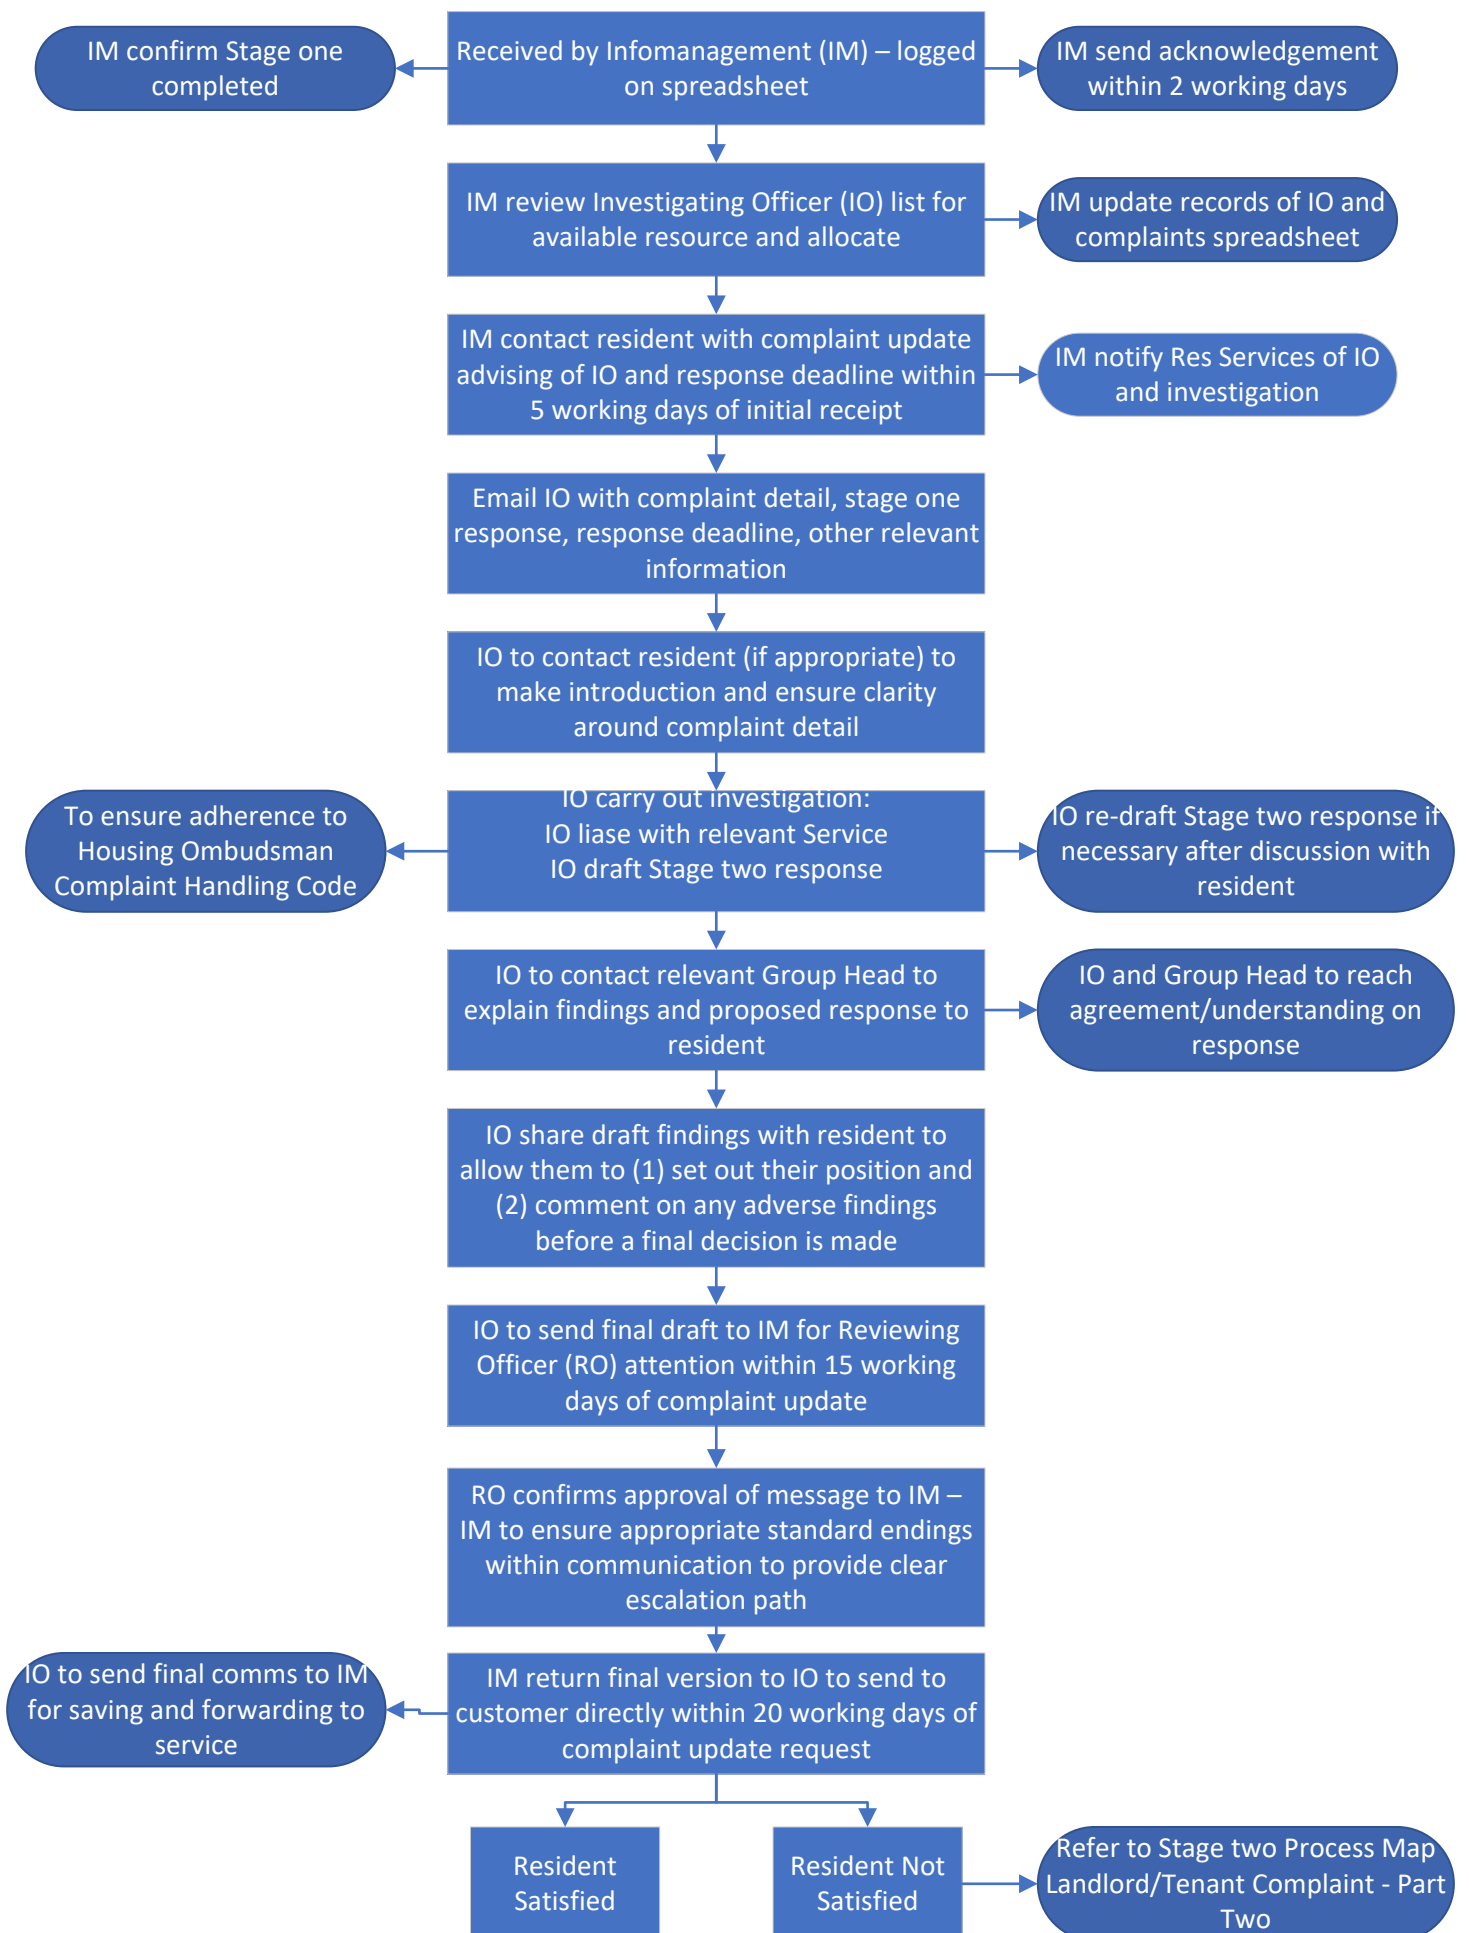 IM confirm Stage one
completed
Received by Infomanagement (IM) – logged
on spreadsheet
IM send acknowledgement
within 2 working days
IM review Investigating Officer (IO) list for
available resource and allocate
IM update records of IO and
complaints spreadsheet
IM contact resident with complaint update
advising of IO and response deadline within
5 working days of initial receipt
IM notify Res Services of IO
and investigation
Email IO with complaint detail, stage one
response, response deadline, other relevant
information
IO to contact resident (if appropriate) to
make introduction and ensure clarity
around complaint detail
To ensure adherence to
Housing Ombudsman
Complaint Handling Code
IO carry out investigation:
IO liase with relevant Service
IO draft Stage two response
IO re-draft Stage two response if
necessary after discussion with
resident
IO to contact relevant Group Head to
explain findings and proposed response to
resident
IO and Group Head to reach
agreement/understanding on
response
IO share draft findings with resident to
allow them to (1) set out their position and
(2) comment on any adverse findings
before a final decision is made
IO to send final draft to IM for Reviewing
Officer (RO) attention within 15 working
days of complaint update
RO confirms approval of message to IM –
IM to ensure appropriate standard endings
within communication to provide clear
escalation path
IO to send final comms to IM
for saving and forwarding to
service
IM return final version to IO to send to
customer directly within 20 working days of
complaint update request
Resident
Satisfied
Resident Not
Satisfied
Refer to Stage two Process Map
Landlord/Tenant Complaint - Part
Two